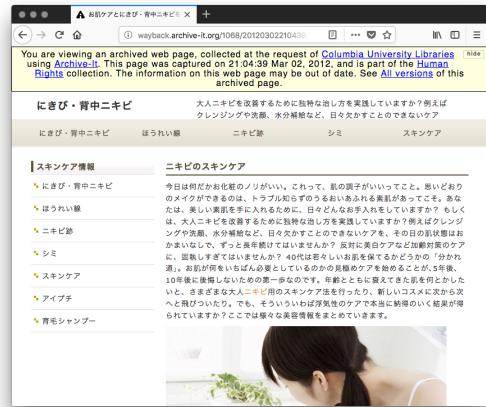 お肌ケアとにきび・背中ニキビモ
wayback.archive-it.org/1068/20120302210439
You are viewing an archived web page, collected at the request of Columbia University Libraries
using Archive-It. This page was captured on 21:04:39 Mar 02, 2012, and is part of the Human
Rights collection. The information on this web page may be out of date. See All versions of this
archived page.
hide
にきび・背中ニキビ
大人ニキビを改善するために独特な治し方を実践していますか？例えば
クレンジングや洗顔、水分補給など、日々欠かすことのできないケア
にきび・背中ニキビ ほうれい線 ニキビ跡 シミ スキンケア
スキンケア情報
にきび・背中ニキビ
ほうれい線
ニキビ跡
シミ
スキンケア
アイプチ
育毛シャンプー
ニキビのスキンケア
今日は何だかお化粧のノリがいい。これって、肌の調子がいいってこと。思いどおり
のメイクができるのは、トラブル知らずのうるおいあふれる素肌があってこそ。あな
たは、美しい素肌を手に入れるために、日々どんなお手入れをしていますか？ もしく
は、大人ニキビを改善するために独特な治し方を実践していますか？例えばクレンジ
ングや洗顔、水分補給など、日々欠かすことのできないケアを、その日の肌状態はお
かまいなしで、ずっと長年続けてはいませんか？ 反対に美白ケアなど加齢対策のケア
に、固執しすぎてはいませんか？ 40代は若々しいお肌を保てるかどうかの「分かれ
道」。お肌が何をいちばん必要としているのかの見極めケアを始めることが、5年後、
10年後に後悔しないための第一歩なのです。年齢とともに衰えてきた肌を何とかした
いと、さまざまな大人ニキビ用のスキンケア法を行ったり、新しいコスメに次から次
へと飛びついたり。でも、そういういわば浮気性のケアで本当に納得のいく結果が得
られていますか？ここでは様々な美容情報をまとめていきます。